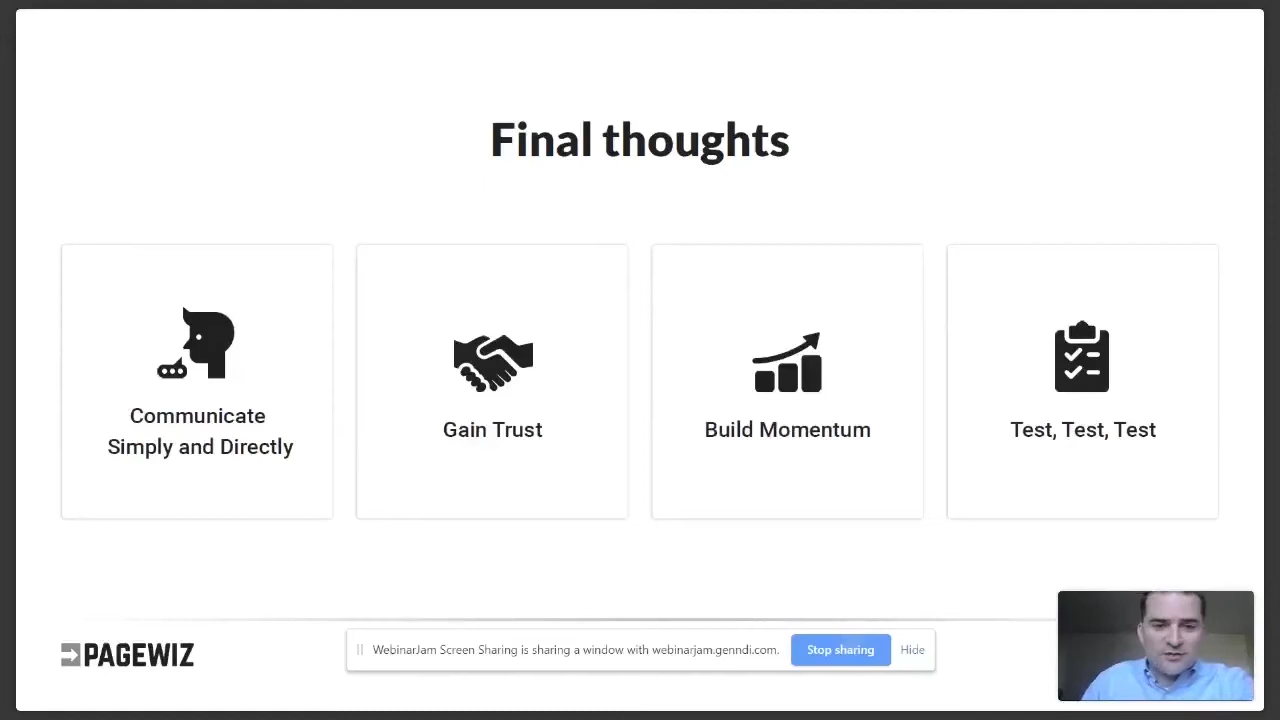 Final thoughts
Communicate
Simply and Directly
Gain Trust
Build Momentum
Test, Test, Test
PAGEWIZ
WebinarJam Screen Sharing is sharing a window with webinarjam.genndi.com.
Stop sharing
Hide